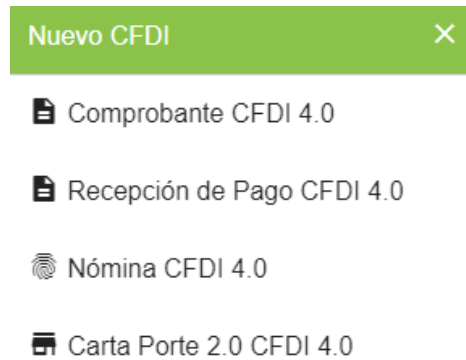 Nuevo CFDI
Comprobante CFDI 4.0
Recepción de Pago CFDI 4.0
Nómina CFDI 4.0
Carta Porte 2.0 CFDI 4.0